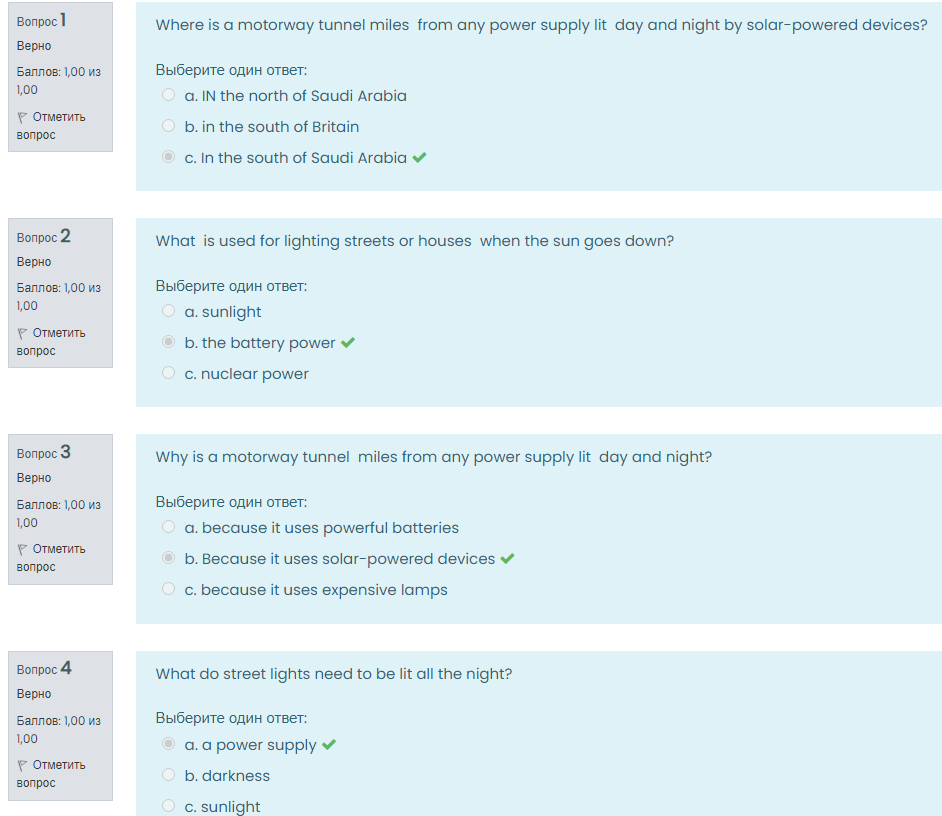 Вопрос 1
Верно
Баллов: 1,00 из
1,00
Отметить
вопрос
Where is a motorway tunnel miles from any power supply lit day and night by solar-powered devices?
Выберите один ответ:
a. IN the north of Saudi Arabia
b. in the south of Britain
c. In the south of Saudi Arabia
Вопрос 2
Верно
Баллов: 1,00 из
1,00
Отметить
вопрос
What is used for lighting streets or houses when the sun goes down?
Выберите один ответ:
a. sunlight
b. the battery power
c. nuclear power
Вопрос 3
Верно
Баллов: 1,00 из
1,00
Отметить
вопрос
Why is a motorway tunnel miles from any power supply lit day and night?
Выберите один ответ:
a. because it uses powerful batteries
b. Because it uses solar-powered devices
c. because it uses expensive lamps
Вопрос 4
Верно
Баллов: 1,00 из
1,00
Отметить
вопрос
What do street lights need to be lit all the night?
Выберите один ответ:
a. a power supply
b. darkness
c. sunlight